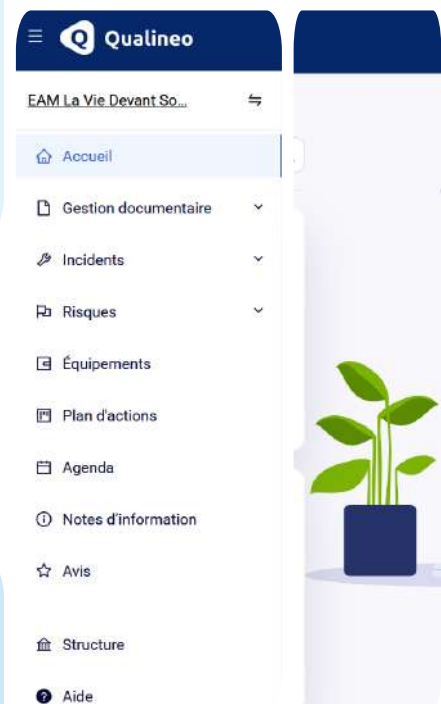 Qualineo
EAM La Vie Devant So...
Accueil
Gestion documentaire
Incidents
Risques
Équipements
Plan d'actions
Agenda
Notes d'information
Avis
Structure
Aide